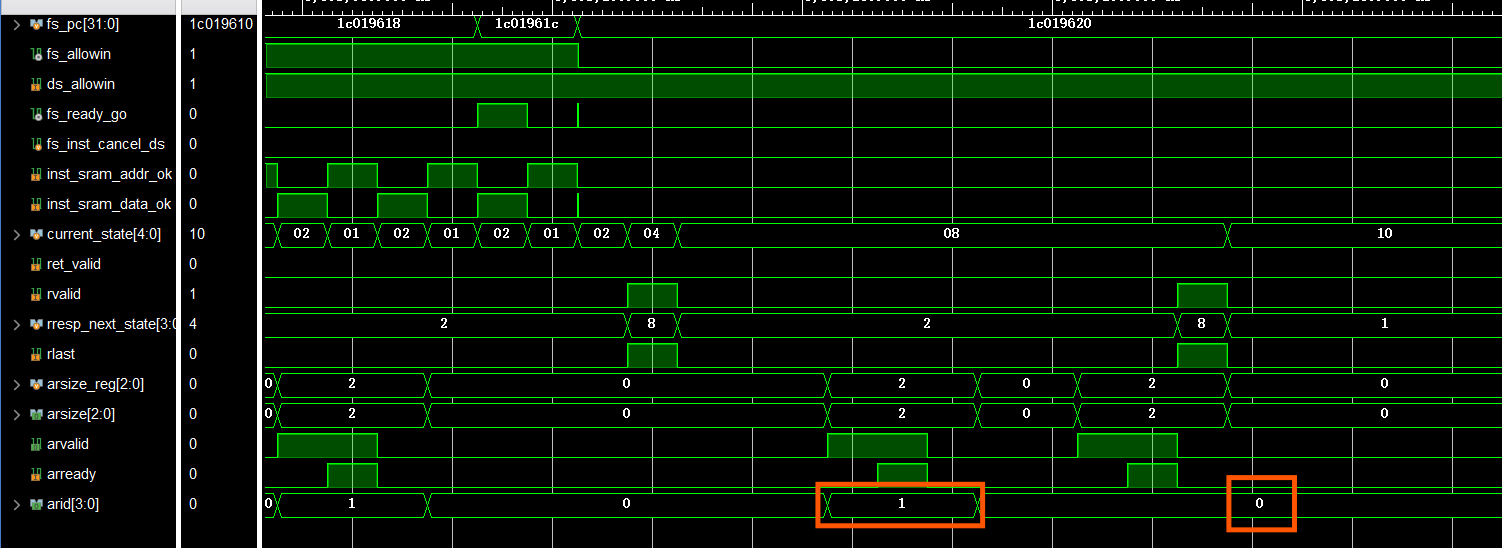 fs_pc[31:0] 1c019610 1c019618 1c01961c 1c019620
fs_allowin 1
ds_allowin 1
fs_ready_go 0
fs_inst_cancel_ds 0
inst_sram_addr_ok 0
inst_sram_data_ok 0
current_state[4:0] 10 02 01 02 01 02 01 02 04 08 10
ret_valid 0
rvalid 1
rresp_next_state[3:0 4 2 8 2 8 1
rlast 0
arsize_reg[2:0] 0 0 2 0 2 0 2 0
arsize[2:0] 0 0 2 0 2 0 2 0
arvalid 0
arready 0
arid[3:0] 0 0 1 0 1 0